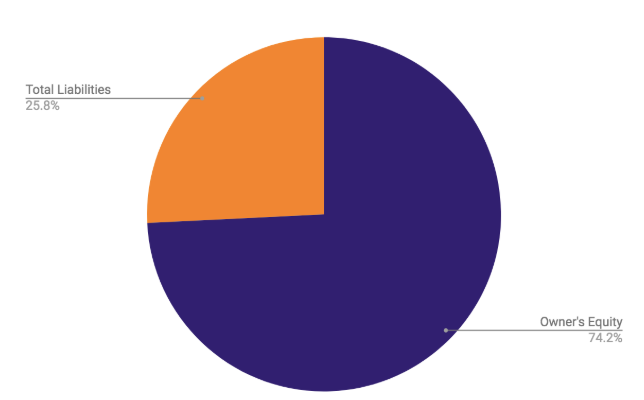 Total Liabilities
25.8%
Owner's Equity
74.2%